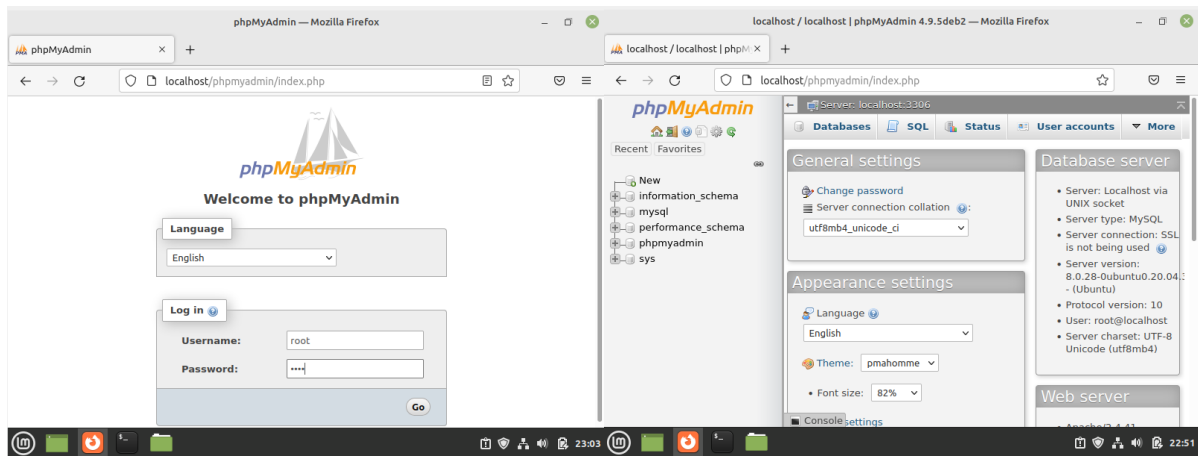 phpMyAdmin — Mozilla Firefox
phpMyAdmin
localhost/phpmyadmin/index.php
phpMyAdmin
Welcome to phpMyAdmin
Language
English
Log in
Username:
root
Password:
••••
Go
23:03
localhost / localhost | phpMyAdmin 4.9.5deb2 — Mozilla Firefox
localhost / localhost | phpM
localhost/phpmyadmin/index.php
phpMyAdmin
Recent Favorites
New
information_schema
mysql
performance_schema
phpmyadmin
sys
Server: localhost:3306
Databases SQL Status User accounts More
General settings
Change password
Server connection collation
:
utf8mb4_unicode_ci
Appearance settings
Language
English
Theme: pmahomme
• Font size: 82%
Console settings
Database server
• Server: Localhost via
UNIX socket
• Server type: MySQL
• Server connection: SSL
is not being used
• Server version:
8.0.28-0ubuntu0.20.04.
- (Ubuntu)
• Protocol version: 10
• User: root@localhost
• Server charset: UTF-8
Unicode (utf8mb4)
Web server
• Apache/2.4.41
22:51